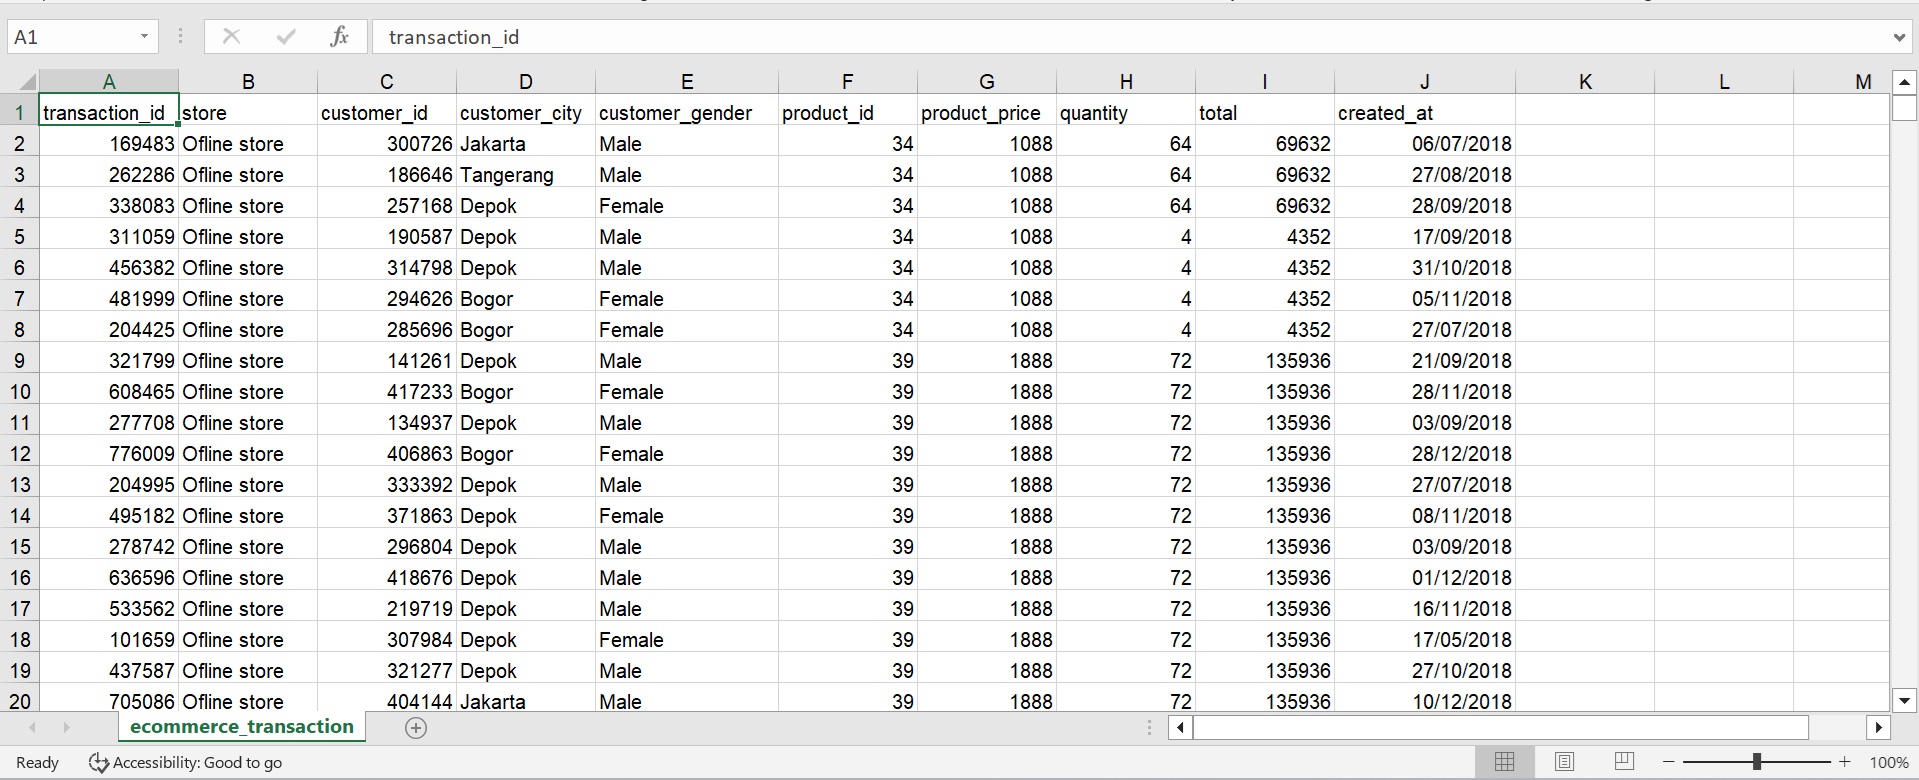 A1 fx transaction_id
A B C D E F G H I J K L M
1 transaction_id store customer_id customer_city customer_gender product_id product_price quantity total created_at
2 169483 Ofline store 300726 Jakarta Male 34 1088 64 69632 06/07/2018
3 262286 Ofline store 186646 Tangerang Male 34 1088 64 69632 27/08/2018
4 338083 Ofline store 257168 Depok Female 34 1088 64 69632 28/09/2018
5 311059 Ofline store 190587 Depok Male 34 1088 4 4352 17/09/2018
6 456382 Ofline store 314798 Depok Male 34 1088 4 4352 31/10/2018
7 481999 Ofline store 294626 Bogor Female 34 1088 4 4352 05/11/2018
8 204425 Ofline store 285696 Bogor Female 34 1088 4 4352 27/07/2018
9 321799 Ofline store 141261 Depok Male 39 1888 72 135936 21/09/2018
10 608465 Ofline store 417233 Bogor Female 39 1888 72 135936 28/11/2018
11 277708 Ofline store 134937 Depok Male 39 1888 72 135936 03/09/2018
12 776009 Ofline store 406863 Bogor Female 39 1888 72 135936 28/12/2018
13 204995 Ofline store 333392 Depok Male 39 1888 72 135936 27/07/2018
14 495182 Ofline store 371863 Depok Female 39 1888 72 135936 08/11/2018
15 278742 Ofline store 296804 Depok Male 39 1888 72 135936 03/09/2018
16 636596 Ofline store 418676 Depok Male 39 1888 72 135936 01/12/2018
17 533562 Ofline store 219719 Depok Male 39 1888 72 135936 16/11/2018
18 101659 Ofline store 307984 Depok Female 39 1888 72 135936 17/05/2018
19 437587 Ofline store 321277 Depok Male 39 1888 72 135936 27/10/2018
20 705086 Ofline store 404144 Jakarta Male 39 1888 72 135936 10/12/2018
ecommerce_transaction
Ready Accessibility: Good to go 100%